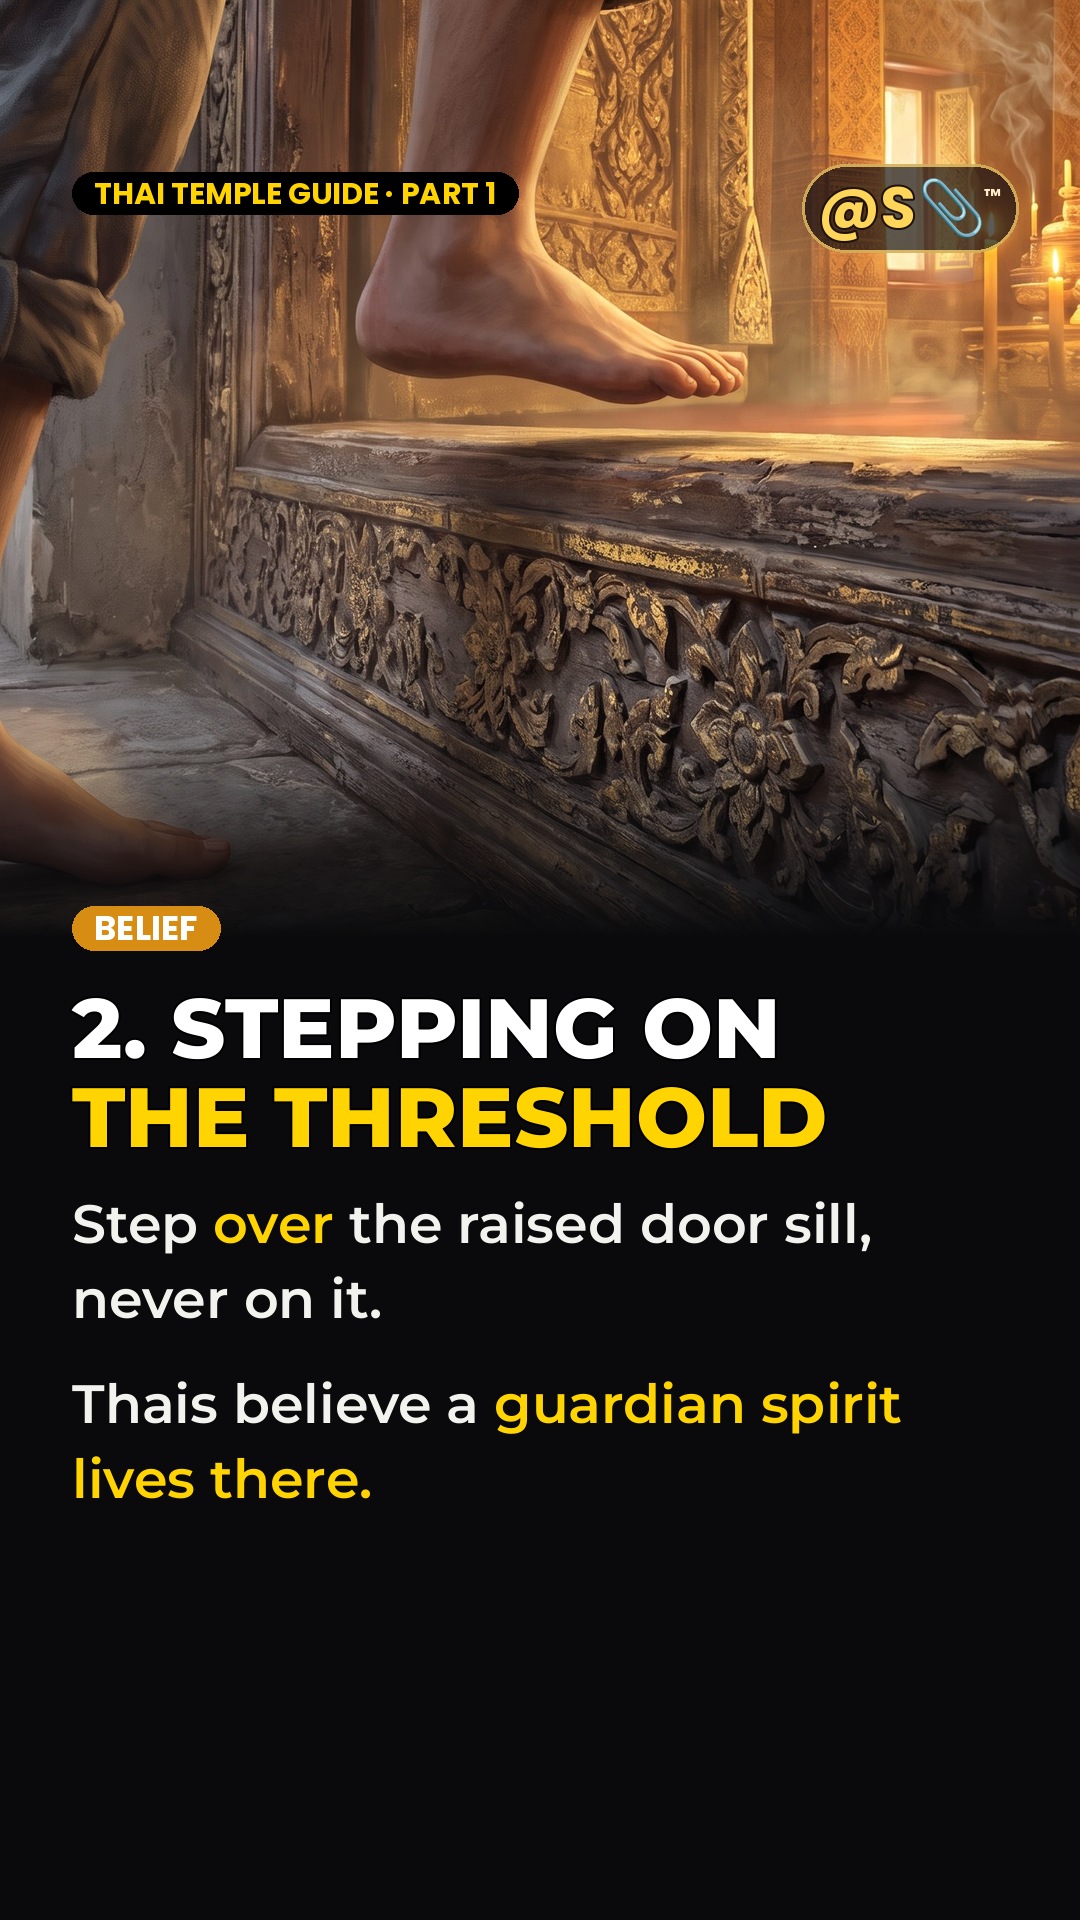 THAI TEMPLE GUIDE · PART 1
@S📎™
BELIEF
2. STEPPING ON
THE THRESHOLD
Step over the raised door sill,
never on it.
Thais believe a guardian spirit
lives there.